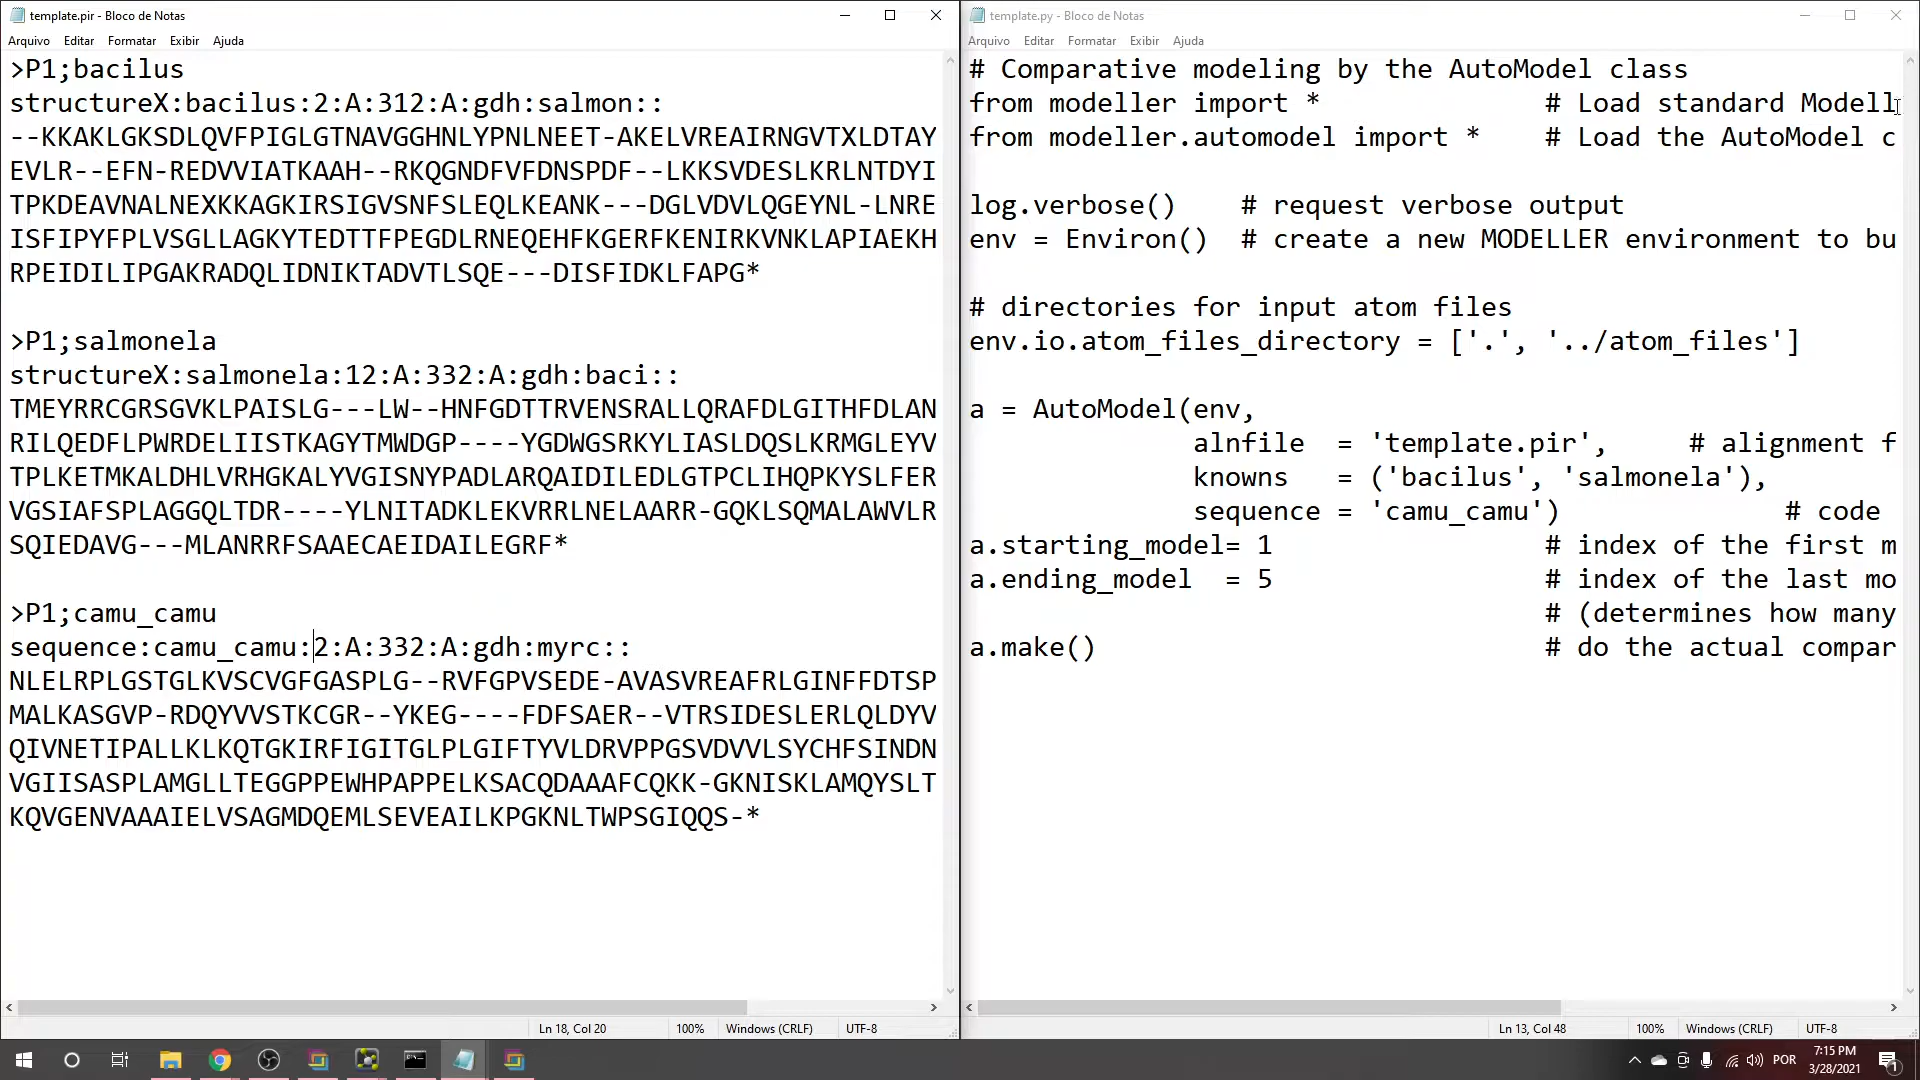 template.pir - Bloco de Notas
Arquivo Editar Formatar Exibir Ajuda
>P1;bacilus
structureX:bacilus:2:A:312:A:gdh:salmon::
--KKAKLGKSDLQVFPIGLGTNAVGGHNLYPNLNEET-AKELVREAIRNGVTXLDTAY
EVLR--EFN-REDVVIATKAAH--RKQGNDFVFDNSPDF--LKKSVDESLKRLNTDYI
TPKDEAVNALNEXKKAGKIRSIGVSNFSLEQLKEANK---DGLVDVLQGEYNL-LNRE
ISFIPYFPLVSGLLAGKYTEDTTFPEGDLRNEQEHFKGERFKENIRKVNKLAPIAEKH
RPEIDILIPGAKRADQLIDNIKTADVTLSQE---DISFIDKLFAPG*
>P1;salmonela
structureX:salmonela:12:A:332:A:gdh:baci::
TMEYRRCGRSGVKLPAISLG---LW--HNFGDTTRVENSRALLQRAFDLGITHFDLAN
RILQEDFLPWRDELIISTKAGYTMWDGP----YGDWGSRKYLIASLDQSLKRMGLEYV
TPLKETMKALDHLVRHGKALYVGISNYPADLARQAIDILEDLGTPCLIHQPKYSLFER
VGSIAFSPLAGGQLTDR----YLNITADKLEKVRRLNELAARR-GQKLSQMALAWVLR
SQIEDAVG---MLANRRFSAAECAEIDAILEGRF*
>P1;camu_camu
sequence:camu_camu:2:A:332:A:gdh:myrc::
NLELRPLGSTGLKVSCVGFGASPLG--RVFGPVSEDE-AVASVREAFRLGINFFDTSP
MALKASGVP-RDQYVVSTKCGR--YKEG----FDFSAER--VTRSIDESLERLQLDYV
QIVNETIPALLKLKQTGKIRFIGITGLPLGIFTYVLDRVPPGSVDVVLSYCHFSINDN
VGIISASPLAMGLLTEGGPPEWHPAPPELKSACQDAAAFCQKK-GKNISKLAMQYSLT
KQVGENVAAAIELVSAGMDQEMLSEVEAILKPGKNLTWPSGIQQS-*
Ln 18, Col 20 100% Windows (CRLF) UTF-8
template.py - Bloco de Notas
Arquivo Editar Formatar Exibir Ajuda
# Comparative modeling by the AutoModel class
from modeller import * # Load standard Modell
from modeller.automodel import * # Load the AutoModel c
log.verbose() # request verbose output
env = Environ() # create a new MODELLER environment to bu
# directories for input atom files
env.io.atom_files_directory = ['.', '../atom_files']
a = AutoModel(env,
alnfile = 'template.pir', # alignment f
knowns = ('bacilus', 'salmonela'),
sequence = 'camu_camu') # code
a.starting_model= 1 # index of the first m
a.ending_model = 5 # index of the last mo
# (determines how many
a.make() # do the actual compar
Ln 13, Col 48 100% Windows (CRLF) UTF-8
POR
7:15 PM
3/28/2021
1